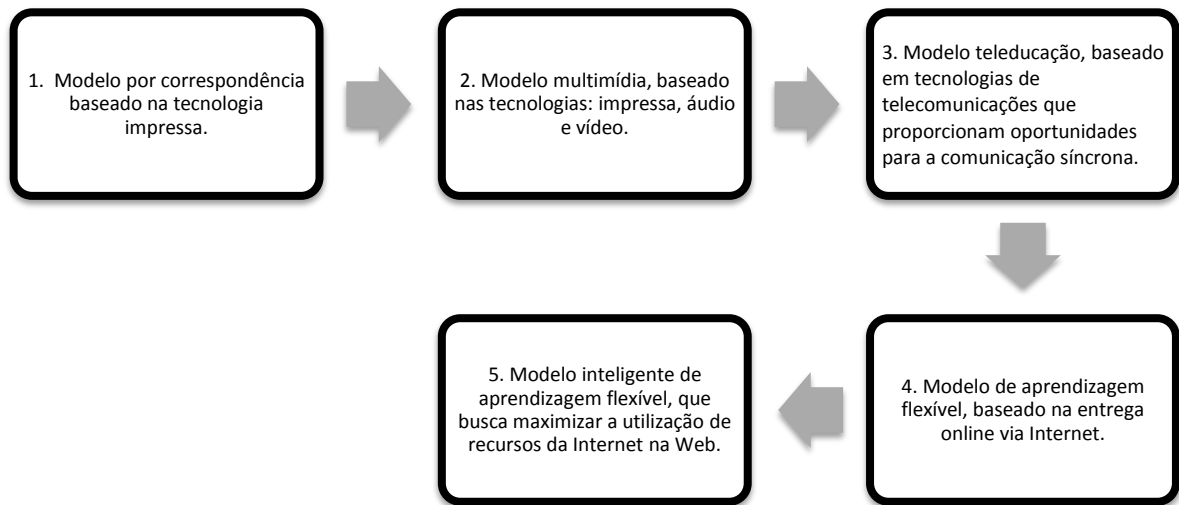 1. Modelo por correspondência
baseado na tecnologia
impressa.
2. Modelo multimídia, baseado
nas tecnologias: impressa, áudio
e vídeo.
3. Modelo teleducação, baseado
em tecnologias de
telecomunicações que
proporcionam oportunidades
para a comunicação síncrona.
4. Modelo de aprendizagem
flexível, baseado na entrega
online via Internet.
5. Modelo inteligente de
aprendizagem flexível, que
busca maximizar a utilização de
recursos da Internet na Web.